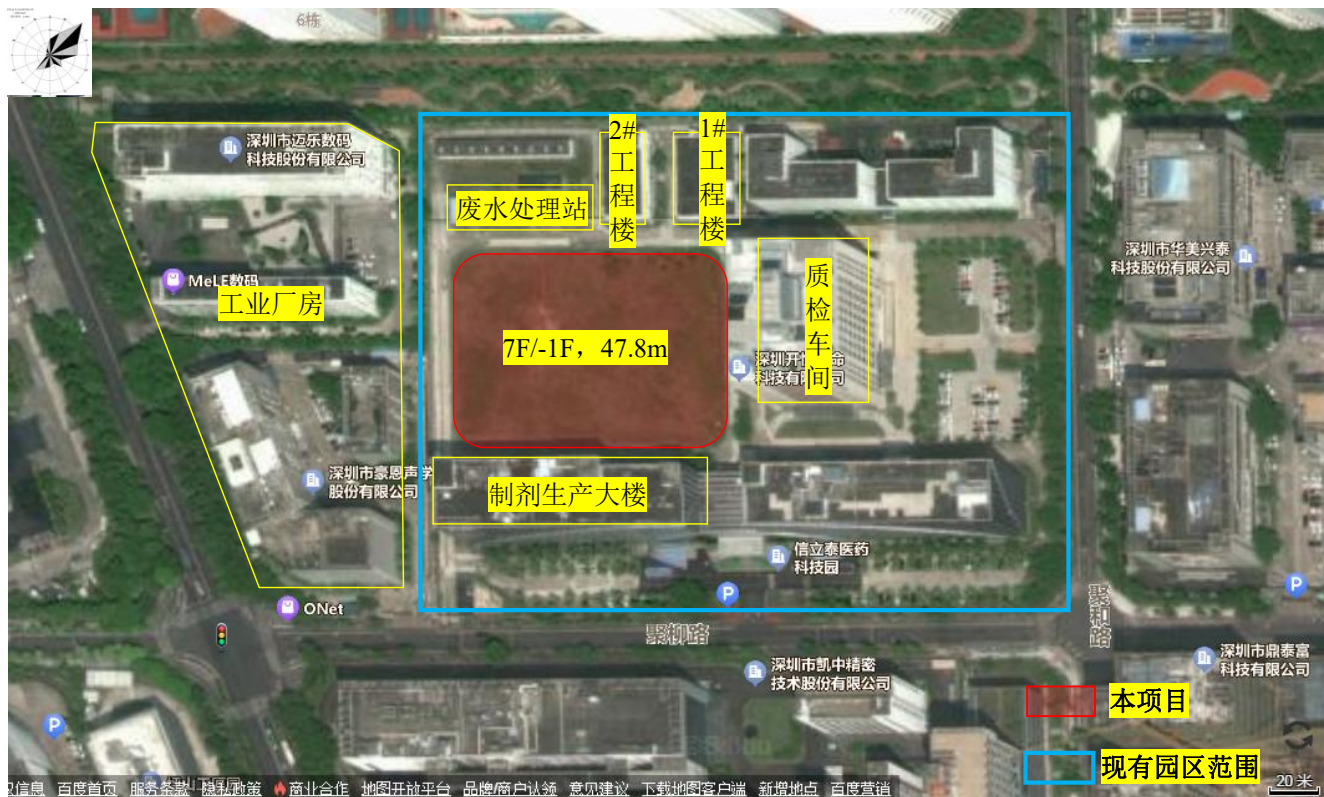 6栋
深圳市迈乐数码
科技股份有限公司
2#
工
程
楼
1#
工
程
楼
废水处理站
MeLE数码
工业厂房
质
检
车
间
深圳市华美兴泰
科技股份有限公司
7F/-1F，47.8m
深圳市豪恩声学
股份有限公司
制剂生产大楼
信立泰医药
科技园
P
ONet
聚柳路
聚和路
P
深圳市凯中精密
技术股份有限公司
深圳市鼎泰富
科技有限公司
本项目
P
现有园区范围
20 米
百度首页 服务条款 隐私政策 商业合作 地图开放平台 品牌/商户认领 意见建议 下载地图客户端 新增地点 百度营销